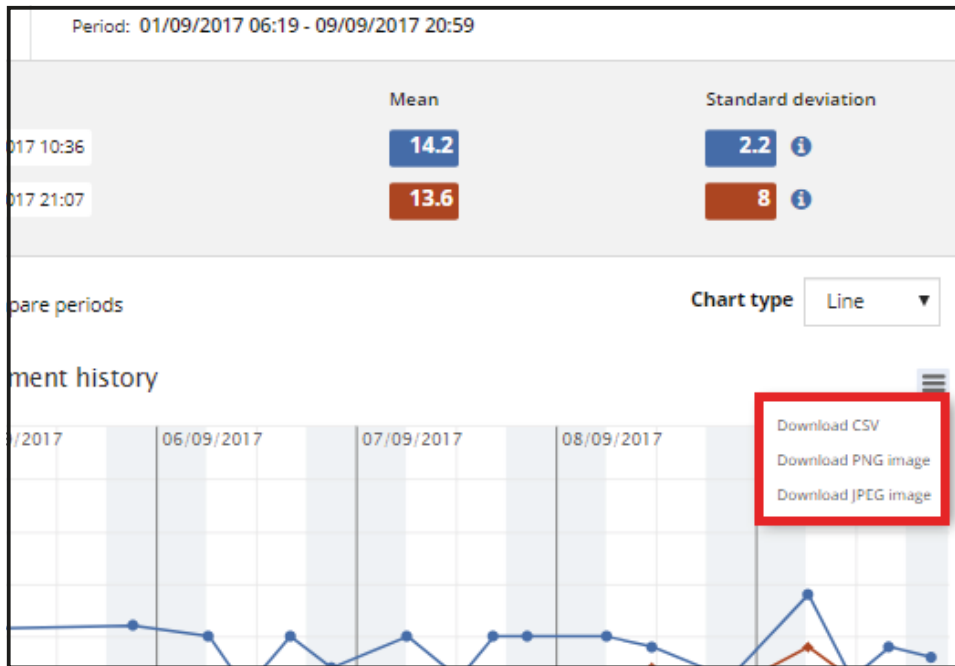 Period: 01/09/2017 06:19 - 09/09/2017 20:59
Mean Standard deviation
017 10:36 14.2 2.2 i
017 21:07 13.6 8 i
pare periods Chart type Line
ment history
9/2017 06/09/2017 07/09/2017 08/09/2017
Download CSV
Download PNG image
Download JPEG image